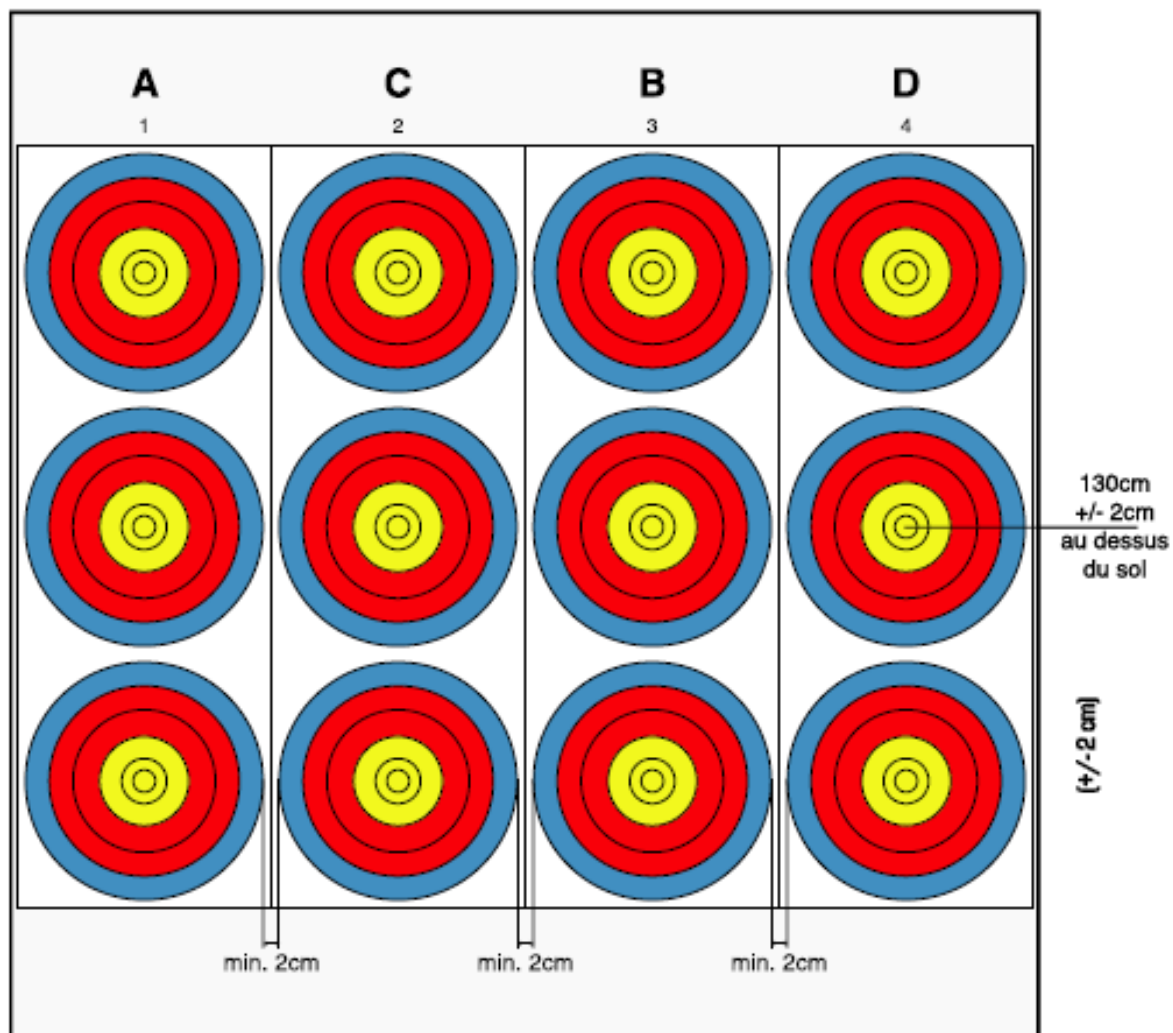 A C B D
1 2 3 4
130cm
+/- 2cm
au dessus
du sol
(+/-2 cm)
min. 2cm min. 2cm min. 2cm